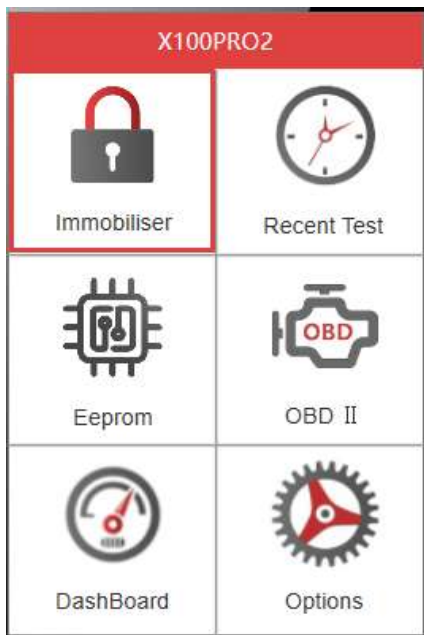 X100PRO2
Immobiliser
Recent Test
Eeprom
OBD
OBD Ⅱ
DashBoard
Options